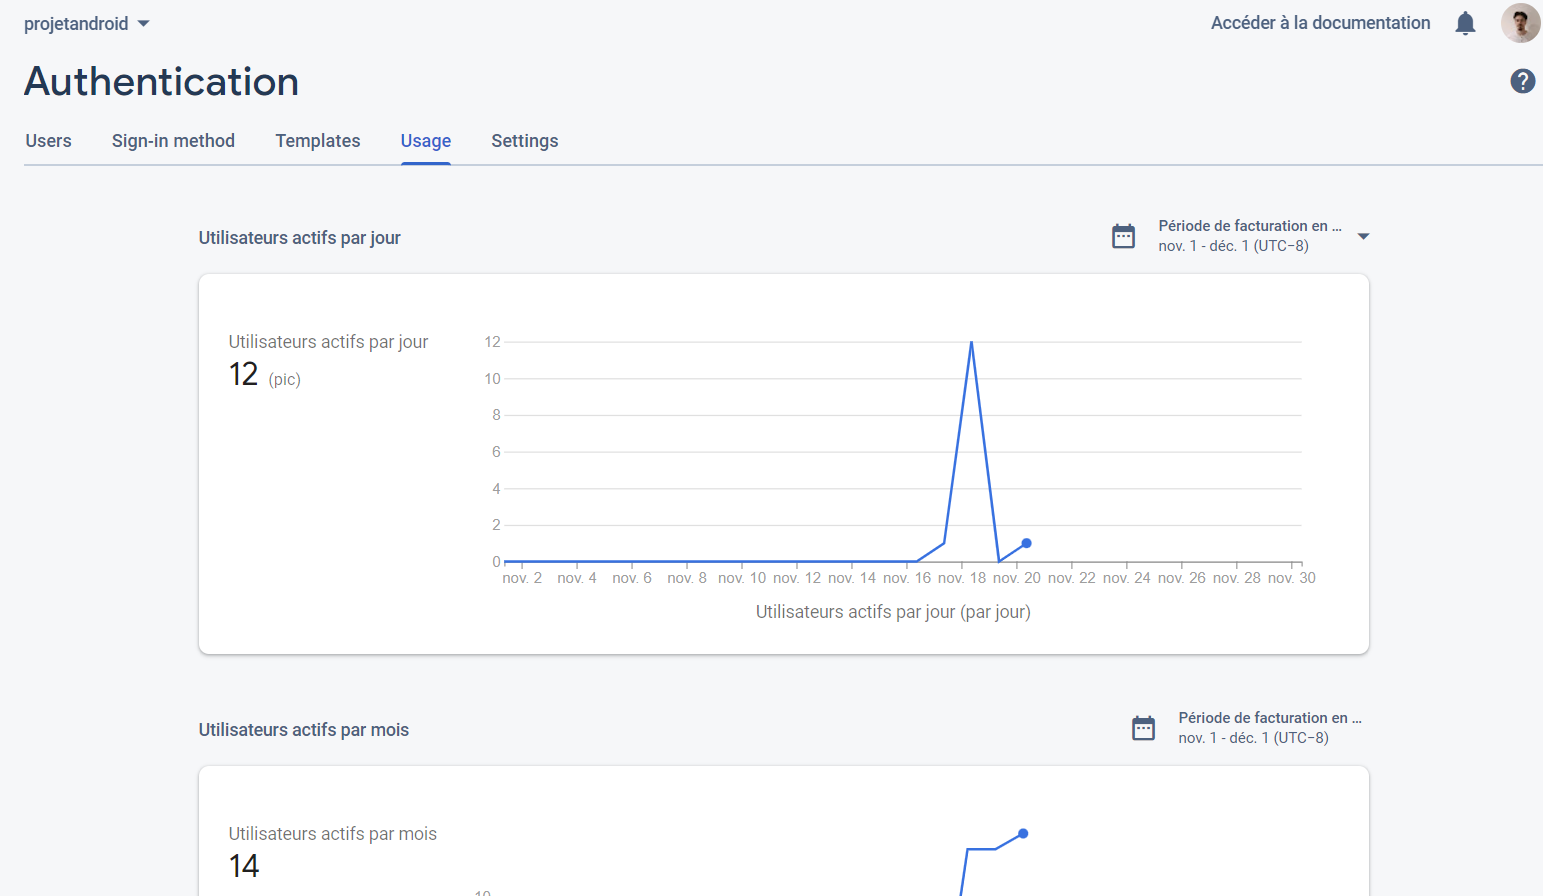 projetandroid
Accéder à la documentation
Authentication
?
Users Sign-in method Templates Usage Settings
Utilisateurs actifs par jour
Période de facturation en ...
nov. 1 - déc. 1 (UTC−8)
Utilisateurs actifs par jour
12 (pic)
12
10
8
6
4
2
0
nov. 2 nov. 4 nov. 6 nov. 8 nov. 10 nov. 12 nov. 14 nov. 16 nov. 18 nov. 20 nov. 22 nov. 24 nov. 26 nov. 28 nov. 30
Utilisateurs actifs par jour (par jour)
Utilisateurs actifs par mois
Période de facturation en ...
nov. 1 - déc. 1 (UTC−8)
Utilisateurs actifs par mois
14
10